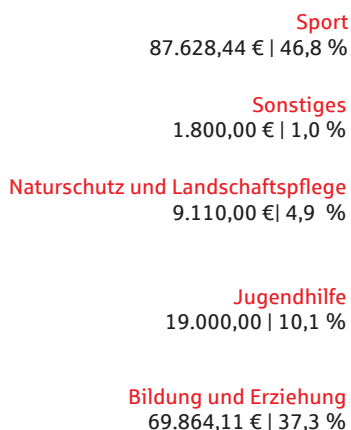 Sport
87.628,44 € | 46,8 %
Sonstiges
1.800,00 € | 1,0 %
Naturschutz und Landschaftspflege
9.110,00 €| 4,9  %
Jugendhilfe
19.000,00 | 10,1 %
Bildung und Erziehung
69.864,11 € | 37,3 %